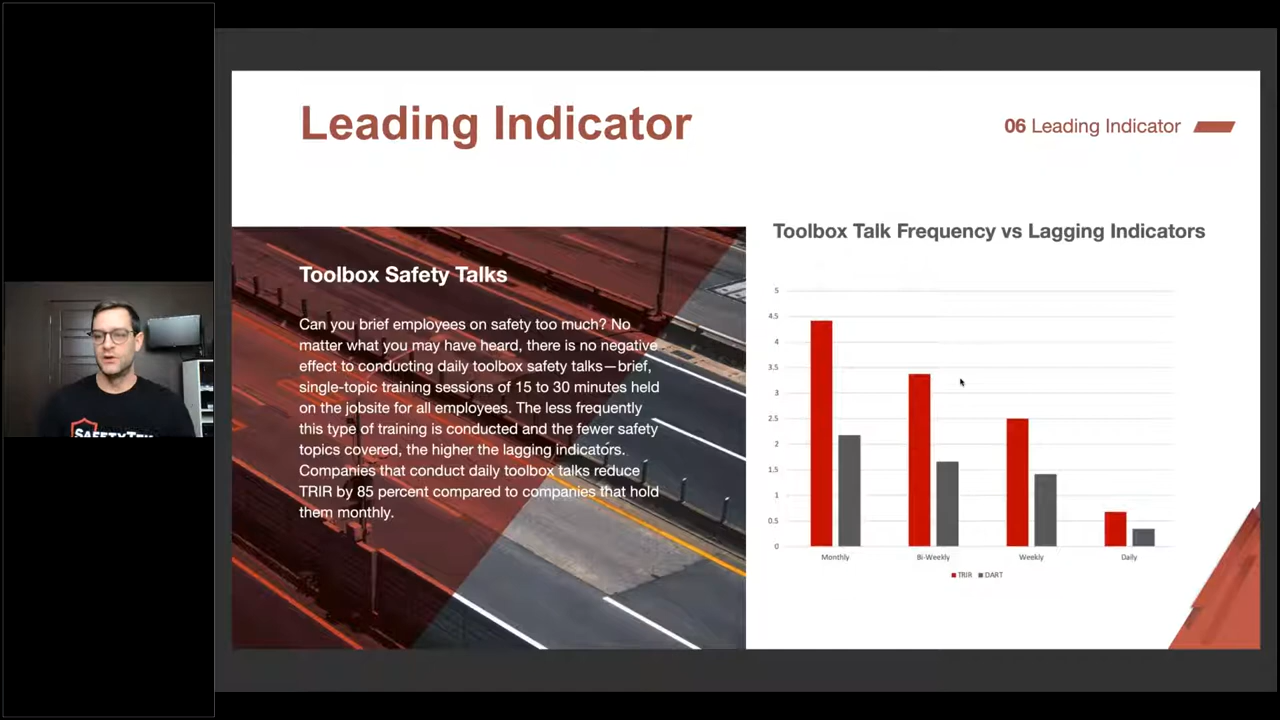 Leading Indicator
06 Leading Indicator
Toolbox Safety Talks
Can you brief employees on safety too much? No
matter what you may have heard, there is no negative
effect to conducting daily toolbox safety talks—brief,
single-topic training sessions of 15 to 30 minutes held
on the jobsite for all employees. The less frequently
this type of training is conducted and the fewer safety
topics covered, the higher the lagging indicators.
Companies that conduct daily toolbox talks reduce
TRIR by 85 percent compared to companies that hold
them monthly.
Toolbox Talk Frequency vs Lagging Indicators
5
4.5
4
3.5
3
2.5
2
1.5
1
0.5
0
Monthly Bi-Weekly Weekly Daily
TRIR DART